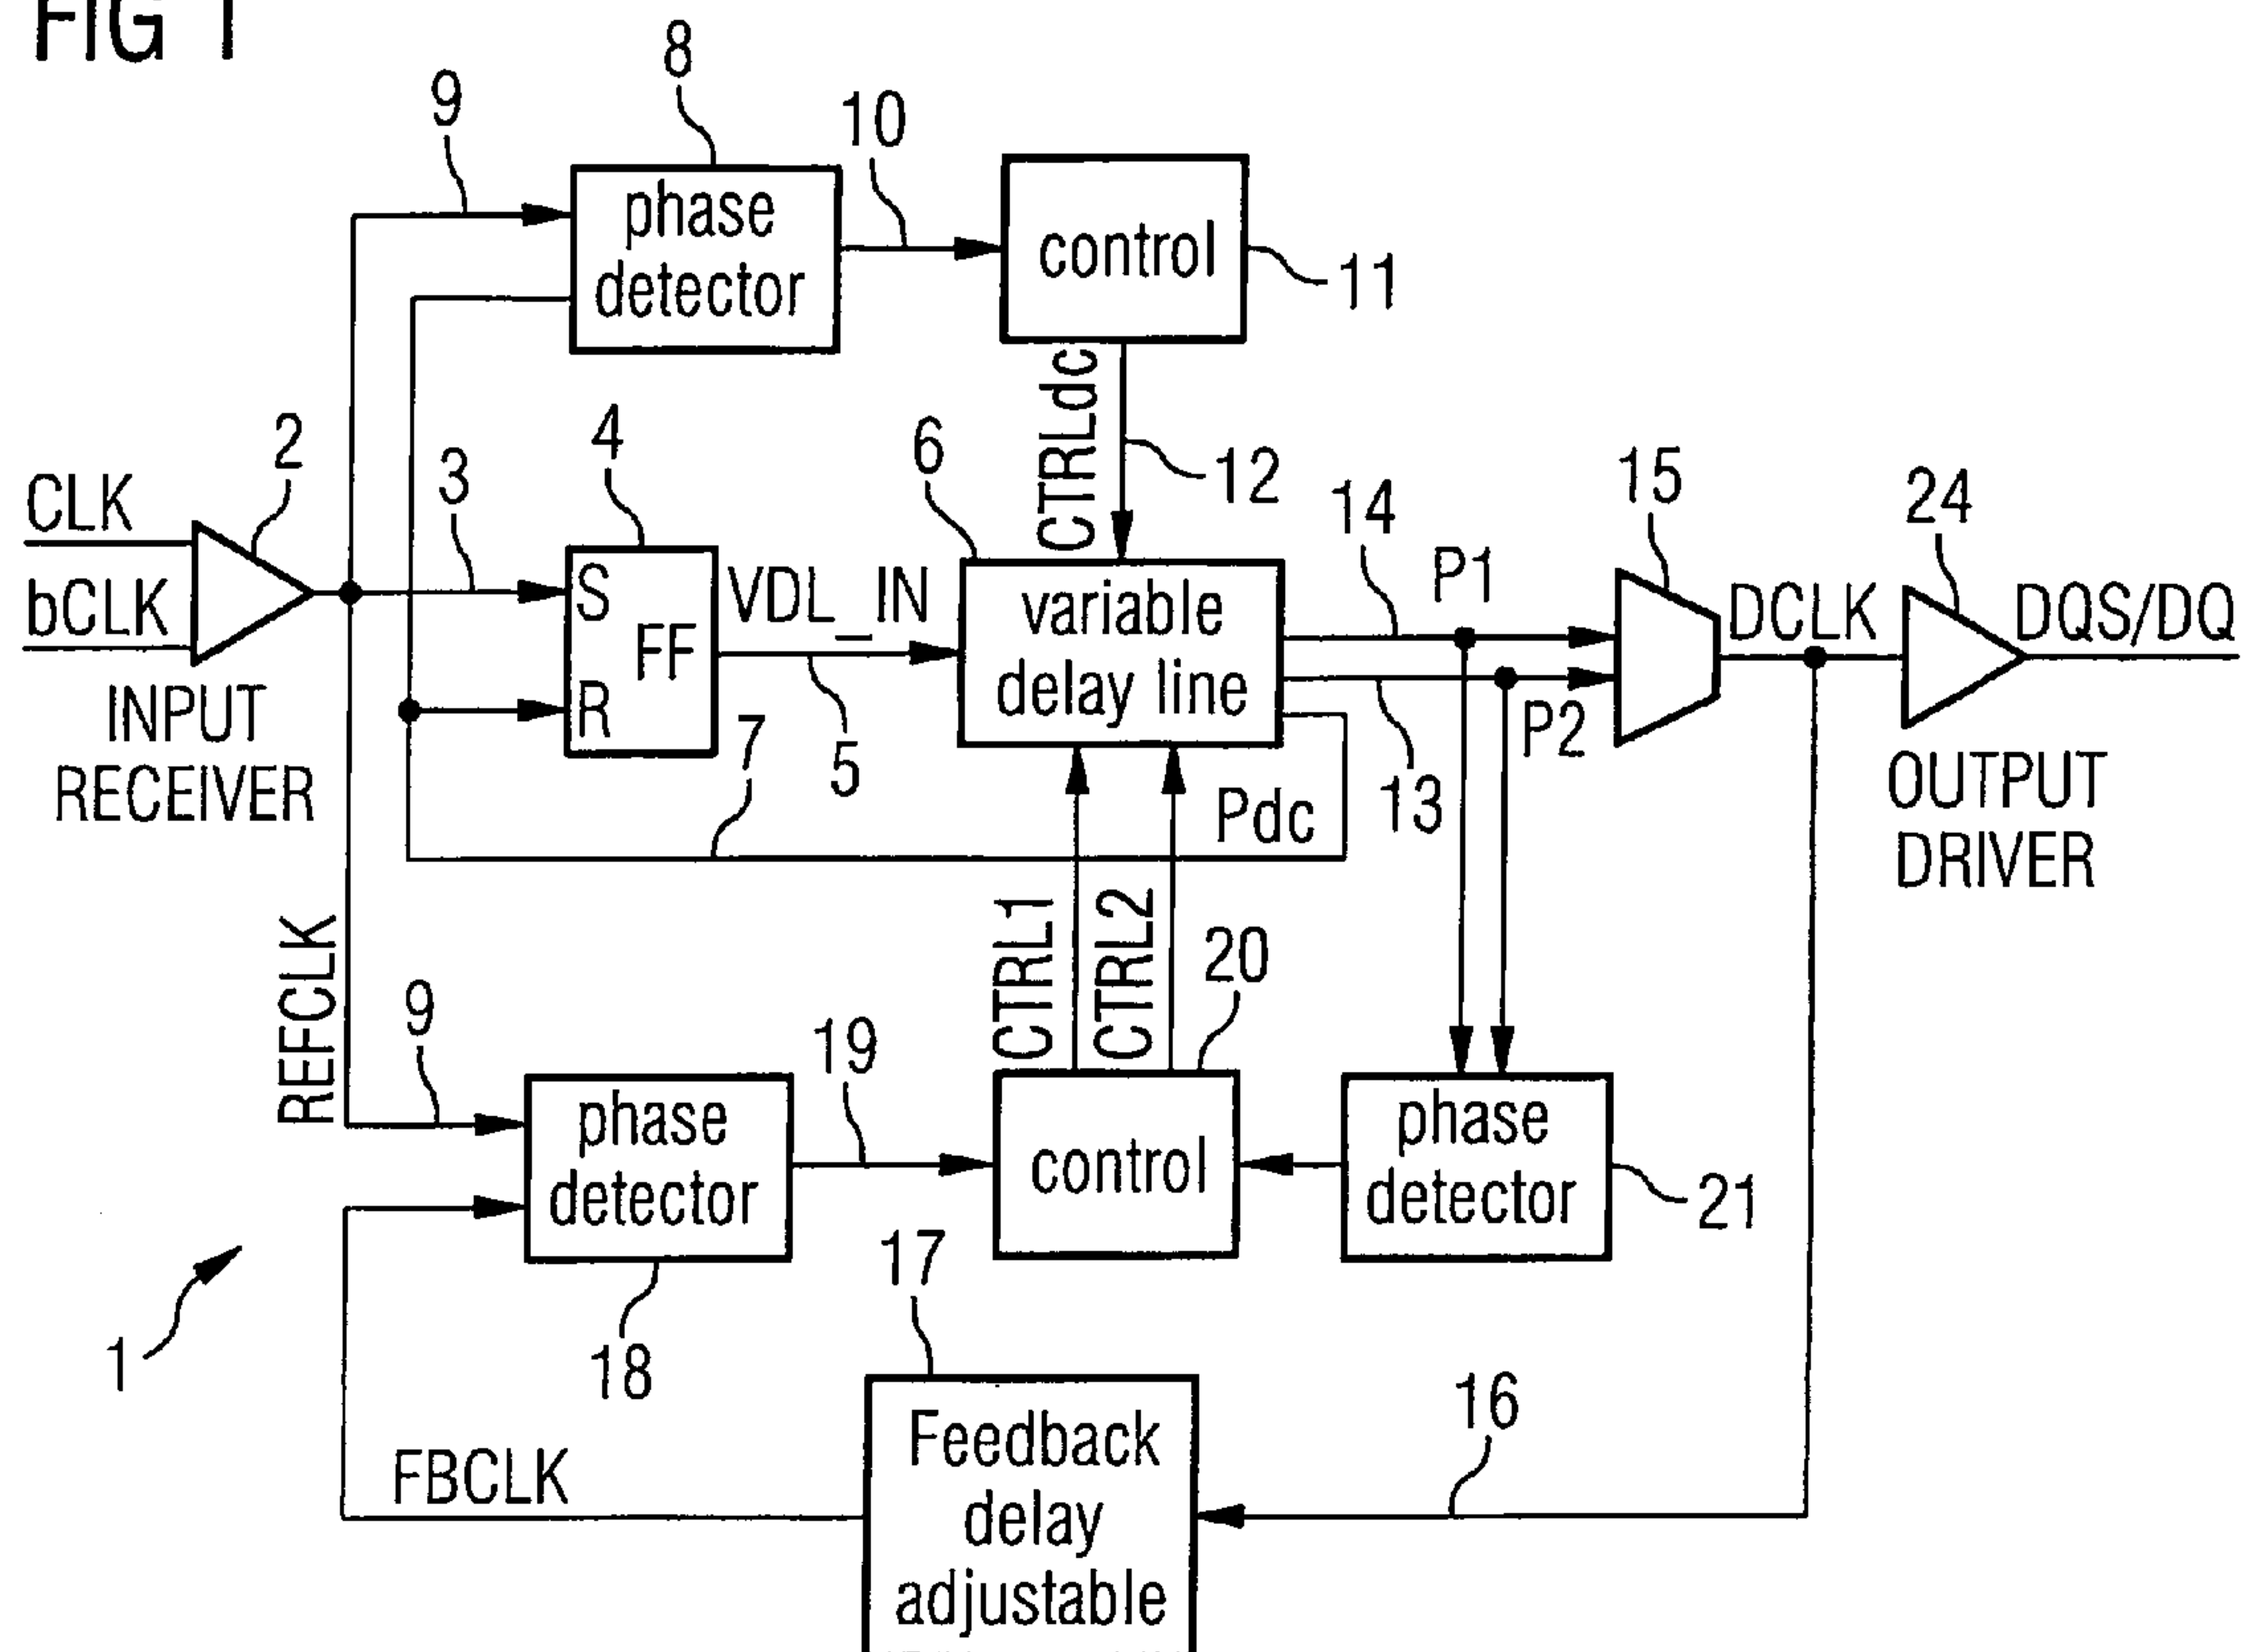 FIG 1
8
9
10
phase
detector
control
11
CTRLdc
12
2
3
4
6
14
15
24
CLK
bCLK
INPUT
RECEIVER
S
FF
R
VDL_IN
5
7
variable
delay line
P1
P2
13
Pdc
DCLK
DQS/DQ
OUTPUT
DRIVER
REFCLK
9
CTRL1
CTRL2
20
19
phase
detector
18
control
phase
detector
21
1
17
16
FBCLK
Feedback
delay
adjustable